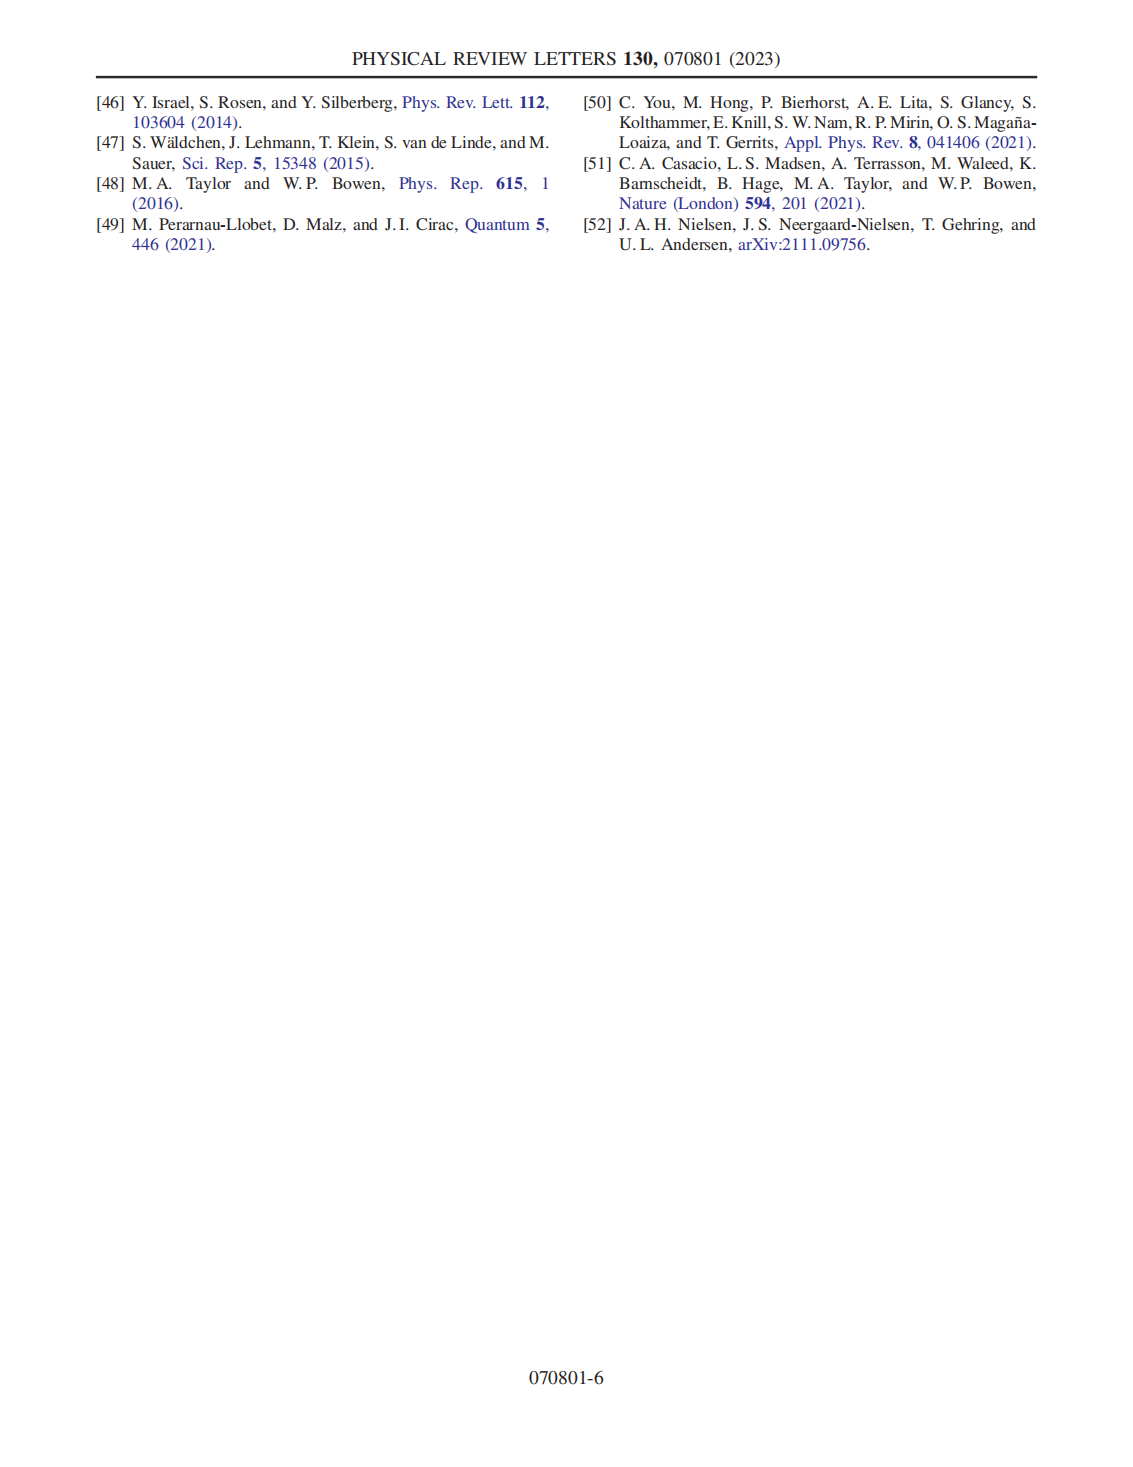 PHYSICAL REVIEW LETTERS 130, 070801 (2023)
[46] Y. Israel, S. Rosen, and Y. Silberberg, Phys. Rev. Lett. 112,
103604 (2014).
[47] S. Wäldchen, J. Lehmann, T. Klein, S. van de Linde, and M.
Sauer, Sci. Rep. 5, 15348 (2015).
[48] M. A. Taylor and W. P. Bowen, Phys. Rep. 615, 1
(2016).
[49] M. Perarnau-Llobet, D. Malz, and J. I. Cirac, Quantum 5,
446 (2021).
[50] C. You, M. Hong, P. Bierhorst, A. E. Lita, S. Glancy, S.
Kolthammer, E. Knill, S. W. Nam, R. P. Mirin, O. S. Magaña-
Loaiza, and T. Gerrits, Appl. Phys. Rev. 8, 041406 (2021).
[51] C. A. Casacio, L. S. Madsen, A. Terrasson, M. Waleed, K.
Barnscheidt, B. Hage, M. A. Taylor, and W. P. Bowen,
Nature (London) 594, 201 (2021).
[52] J. A. H. Nielsen, J. S. Neergaard-Nielsen, T. Gehring, and
U. L. Andersen, arXiv:2111.09756.
070801-6